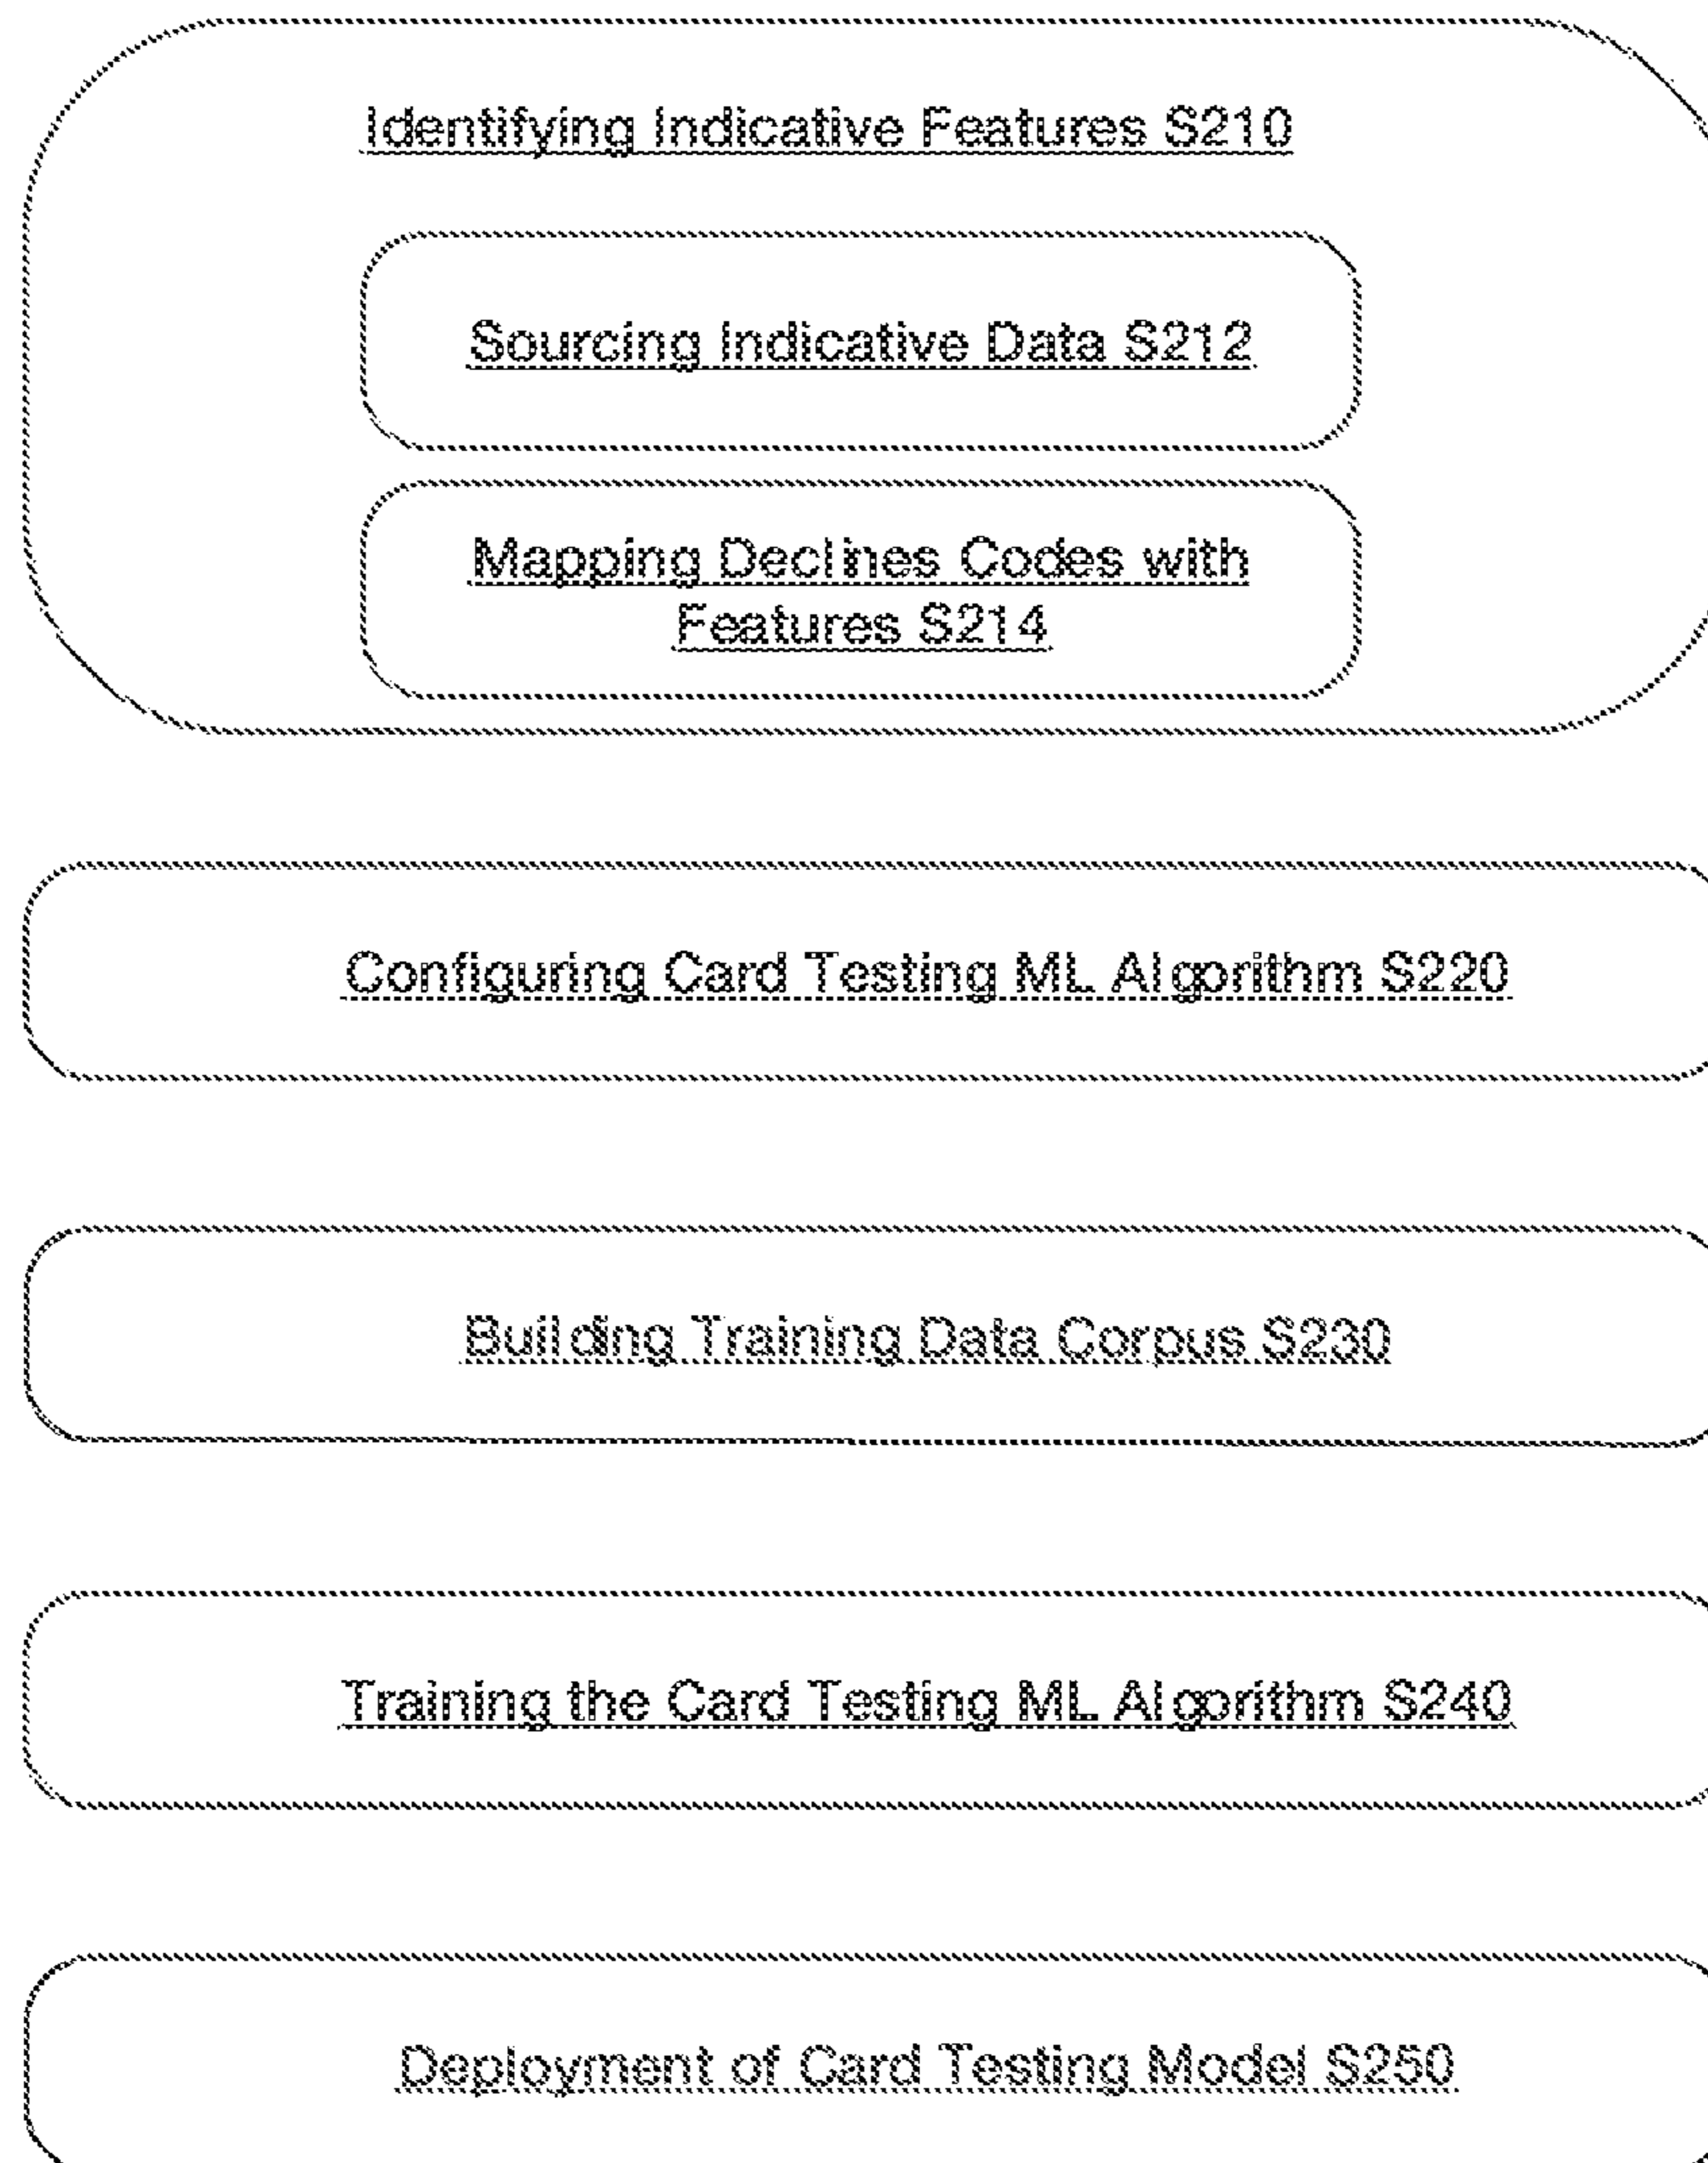 Identifying Indicative Features S210
Sourcing Indicative Data S212
Mapping Declines Codes with
Features S214
Configuring Card Testing ML Algorithm S220
Building Training Data Corpus S230
Training the Card Testing ML Algorithm S240
Deployment of Card Testing Model S250